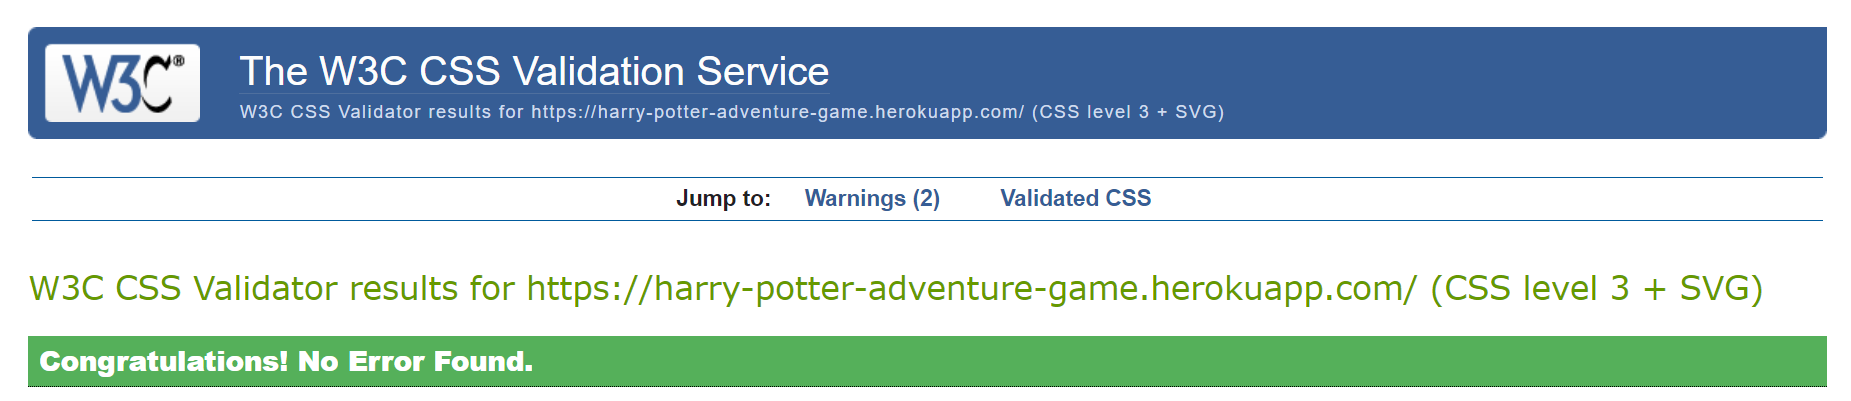 W3C®
The W3C CSS Validation Service
W3C CSS Validator results for https://harry-potter-adventure-game.herokuapp.com/ (CSS level 3 + SVG)
Jump to: Warnings (2) Validated CSS
W3C CSS Validator results for https://harry-potter-adventure-game.herokuapp.com/ (CSS level 3 + SVG)
Congratulations! No Error Found.